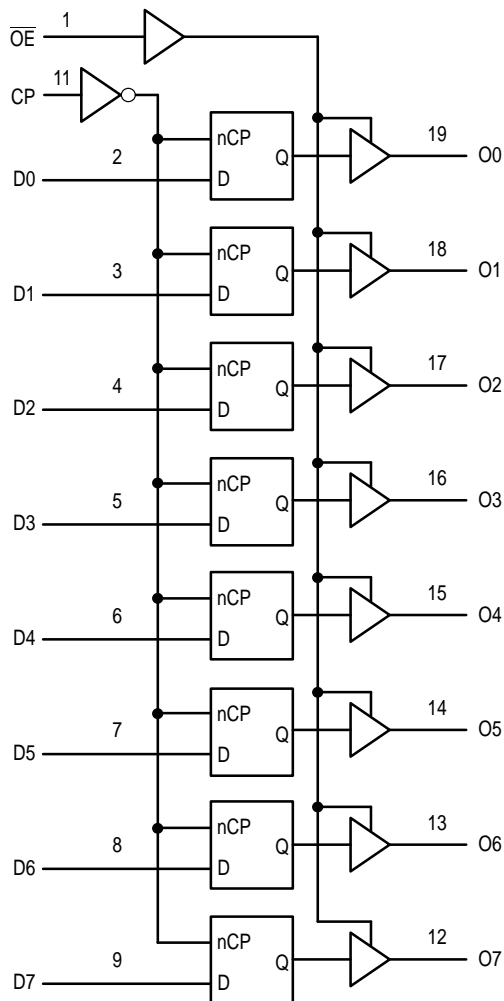 1
O̅E̅
11
CP
nCP
19
2
Q
O0
D0
D
nCP
18
3
Q
O1
D1
D
nCP
17
4
Q
O2
D2
D
nCP
16
5
Q
O3
D3
D
nCP
15
6
Q
O4
D4
D
nCP
14
7
Q
O5
D5
D
nCP
13
8
Q
O6
D6
D
nCP
12
9
Q
O7
D7
D